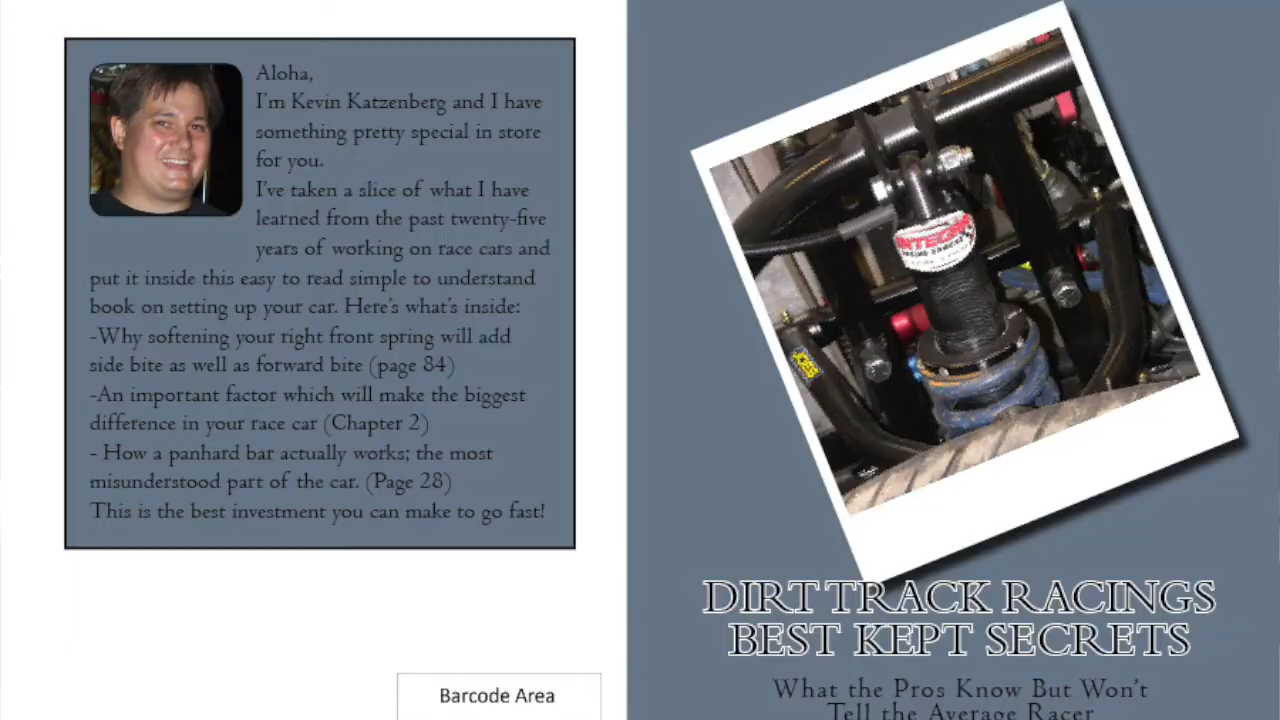 Aloha,
I'm Kevin Katzenberg and I have
something pretty special in store
for you.
I've taken a slice of what I have
learned from the past twenty-five
years of working on race cars and
put it inside this easy to read simple to understand
book on setting up your car. Here's what's inside:
-Why softening your right front spring will add
side bite as well as forward bite (page 84)
-An important factor which will make the biggest
difference in your race car (Chapter 2)
- How a panhard bar actually works; the most
misunderstood part of the car. (Page 28)
This is the best investment you can make to go fast!
Barcode Area
INTEGRA
DIRT TRACK RACINGS
BEST KEPT SECRETS
What the Pros Know But Won't
Tell the Average Racer